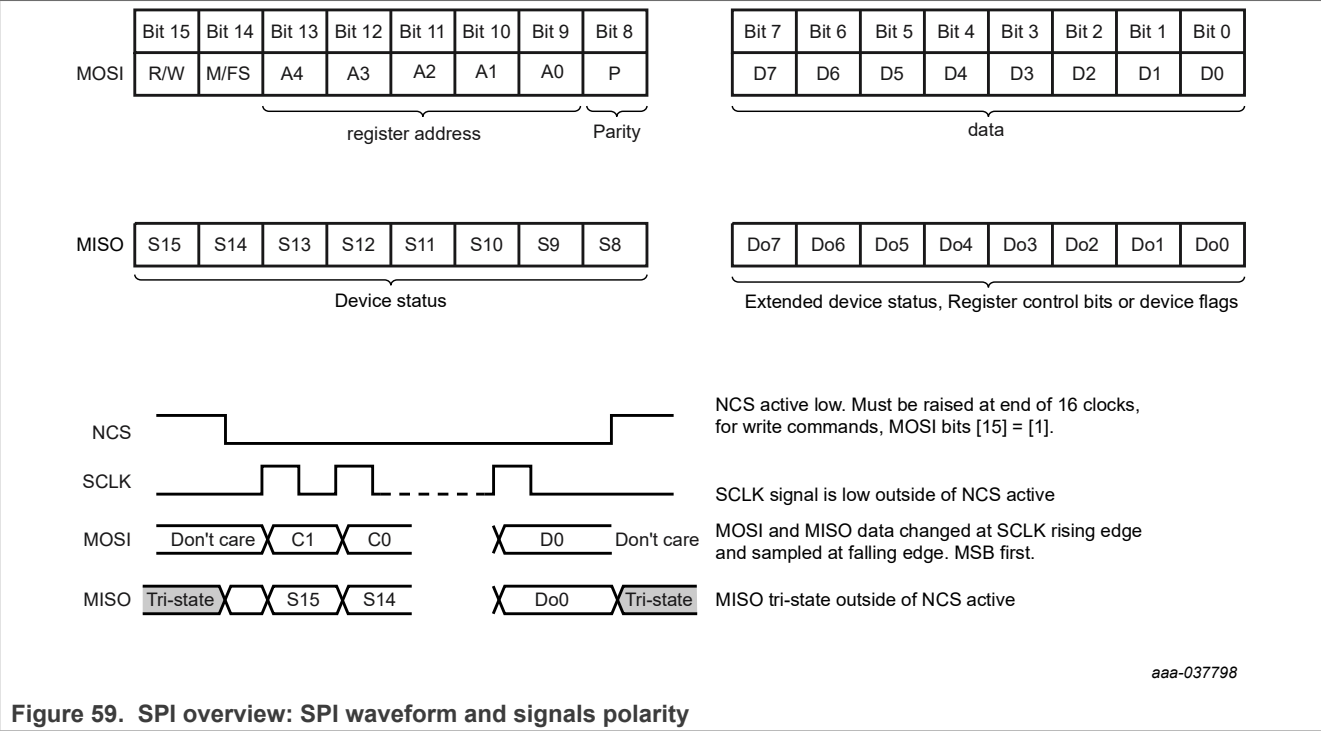 Bit 15 Bit 14 Bit 13 Bit 12 Bit 11 Bit 10 Bit 9 Bit 8 Bit 7 Bit 6 Bit 5 Bit 4 Bit 3 Bit 2 Bit 1 Bit 0
MOSI R/W M/FS A4 A3 A2 A1 A0 P D7 D6 D5 D4 D3 D2 D1 D0
register address Parity data
MISO S15 S14 S13 S12 S11 S10 S9 S8 Do7 Do6 Do5 Do4 Do3 Do2 Do1 Do0
Device status Extended device status, Register control bits or device flags
NCS
NCS active low. Must be raised at end of 16 clocks,
for write commands, MOSI bits [15] = [1].
SCLK
SCLK signal is low outside of NCS active
MOSI Don't care C1 C0 D0 Don't care
MOSI and MISO data changed at SCLK rising edge
and sampled at falling edge. MSB first.
MISO Tri-state S15 S14 Do0 Tri-state MISO tri-state outside of NCS active
aaa-037798
Figure 59. SPI overview: SPI waveform and signals polarity